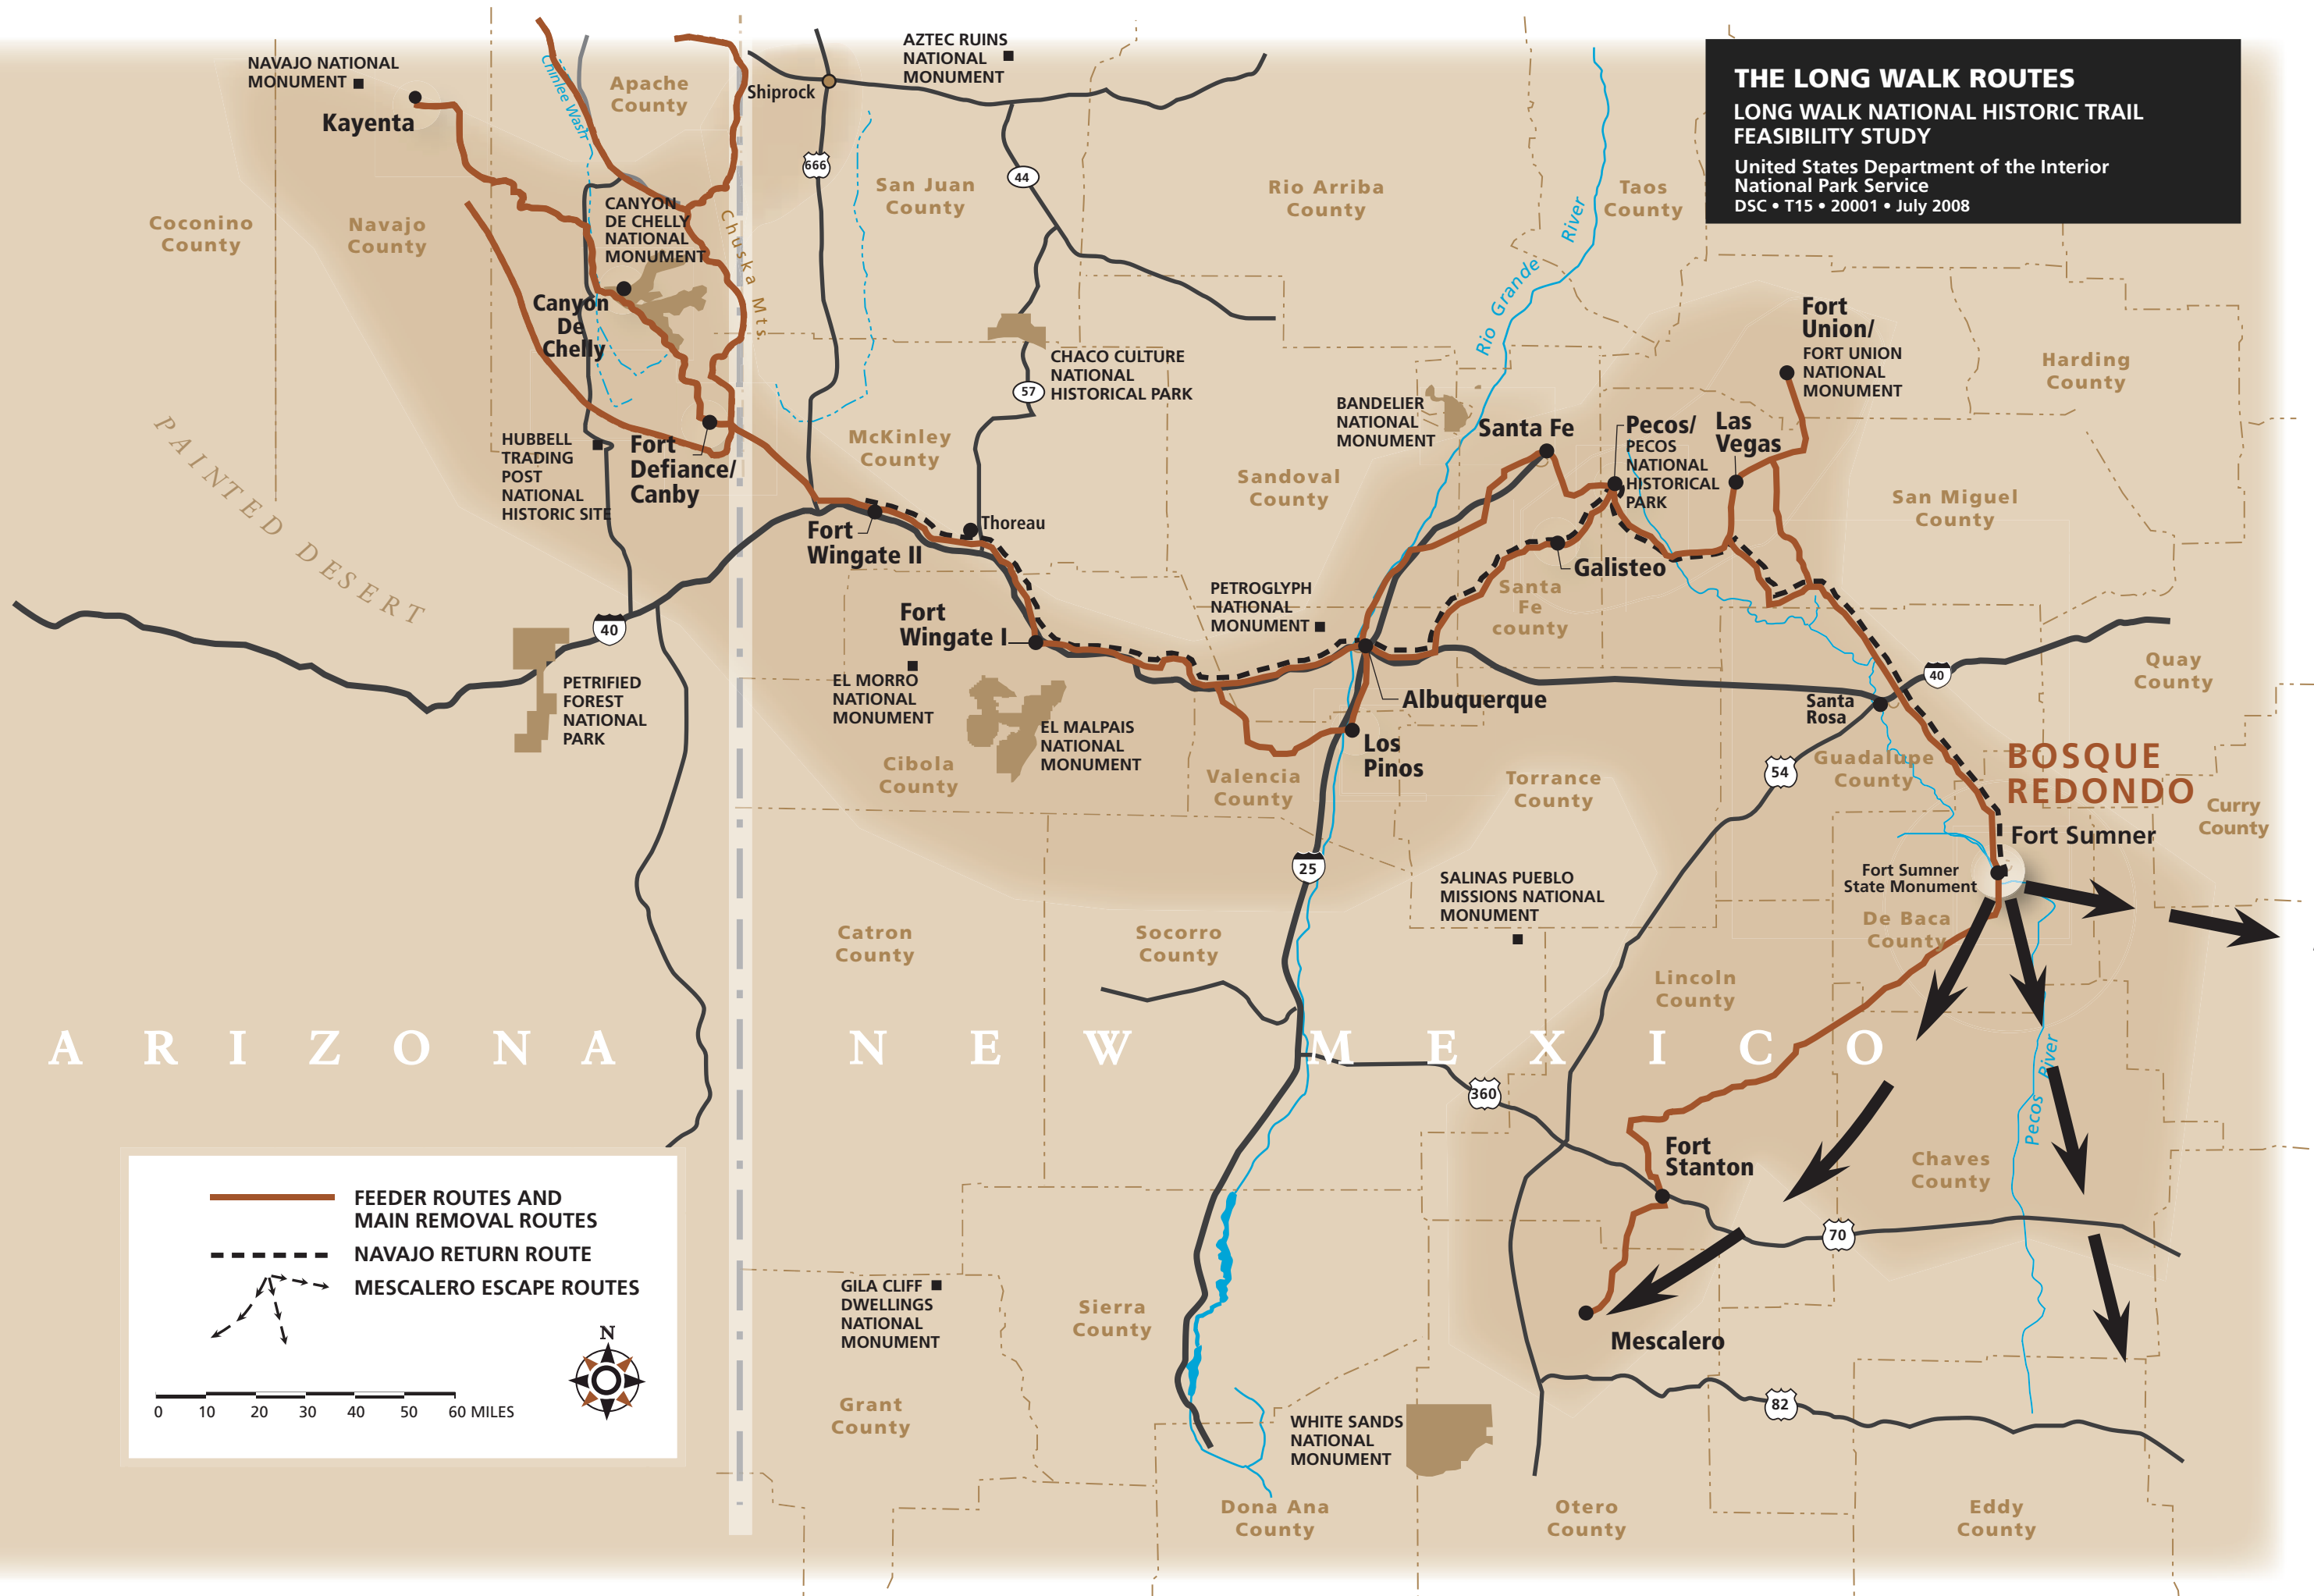 THE LONG WALK ROUTES
LONG WALK NATIONAL HISTORIC TRAIL
FEASIBILITY STUDY
United States Department of the Interior
National Park Service
DSC • T15 • 20001 • July 2008
NAVAJO NATIONAL
MONUMENT
Kayenta
Chinlee Wash
Apache
County
Shiprock
AZTEC RUINS
NATIONAL
MONUMENT
666
44
San Juan
County
Rio Arriba
County
Taos
County
Rio Grande River
Coconino
County
Navajo
County
CANYON
DE CHELLY
NATIONAL
MONUMENT
Chuska Mts.
Canyon
De
Chelly
Fort
Union/
FORT UNION
NATIONAL
MONUMENT
Harding
County
CHACO CULTURE
NATIONAL
HISTORICAL PARK
57
BANDELIER
NATIONAL
MONUMENT
Santa Fe
Pecos/
PECOS
NATIONAL
HISTORICAL
PARK
Las
Vegas
PAINTED DESERT
HUBBELL
TRADING
POST
NATIONAL
HISTORIC SITE
Fort
Defiance/
Canby
McKinley
County
Sandoval
County
San Miguel
County
Fort
Wingate II
Thoreau
Galisteo
Santa
Fe
county
PETROGLYPH
NATIONAL
MONUMENT
Fort
Wingate I
40
EL MORRO
NATIONAL
MONUMENT
PETRIFIED
FOREST
NATIONAL
PARK
EL MALPAIS
NATIONAL
MONUMENT
Albuquerque
Los
Pinos
40
Quay
County
Santa
Rosa
Cibola
County
Valencia
County
Torrance
County
54
Guadalupe
County
BOSQUE
REDONDO
Curry
County
Fort Sumner
25
SALINAS PUEBLO
MISSIONS NATIONAL
MONUMENT
Fort Sumner
State Monument
De Baca
County
Catron
County
Socorro
County
Lincoln
County
ARIZONA
NEW MEXICO
360
Pecos River
Fort
Stanton
Chaves
County
70
FEEDER ROUTES AND
MAIN REMOVAL ROUTES
NAVAJO RETURN ROUTE
MESCALERO ESCAPE ROUTES
N
0 10 20 30 40 50 60 MILES
GILA CLIFF
DWELLINGS
NATIONAL
MONUMENT
Sierra
County
Mescalero
Grant
County
WHITE SANDS
NATIONAL
MONUMENT
82
Dona Ana
County
Otero
County
Eddy
County